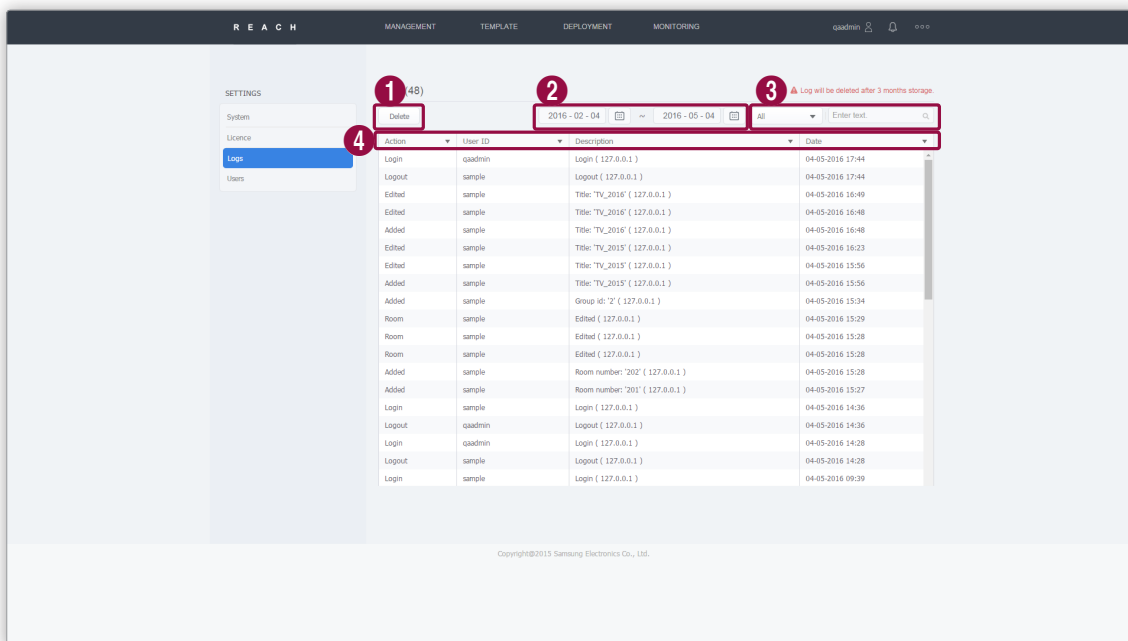 R E A C H MANAGEMENT TEMPLATE DEPLOYMENT MONITORING qaadmin
SETTINGS
System
Licence
Logs
Users
1 (48) 2 3 Log will be deleted after 3 months storage.
Delete 2016 - 02 - 04 ~ 2016 - 05 - 04 All Enter text.
4
Action User ID Description Date
Login qaadmin Login ( 127.0.0.1 ) 04-05-2016 17:44
Logout sample Logout ( 127.0.0.1 ) 04-05-2016 17:44
Edited sample Title: 'TV_2016' ( 127.0.0.1 ) 04-05-2016 16:49
Edited sample Title: 'TV_2016' ( 127.0.0.1 ) 04-05-2016 16:48
Added sample Title: 'TV_2016' ( 127.0.0.1 ) 04-05-2016 16:48
Edited sample Title: 'TV_2015' ( 127.0.0.1 ) 04-05-2016 16:23
Edited sample Title: 'TV_2015' ( 127.0.0.1 ) 04-05-2016 15:56
Added sample Title: 'TV_2015' ( 127.0.0.1 ) 04-05-2016 15:56
Added sample Group id: '2' ( 127.0.0.1 ) 04-05-2016 15:34
Room sample Edited ( 127.0.0.1 ) 04-05-2016 15:29
Room sample Edited ( 127.0.0.1 ) 04-05-2016 15:28
Room sample Edited ( 127.0.0.1 ) 04-05-2016 15:28
Added sample Room number: '202' ( 127.0.0.1 ) 04-05-2016 15:28
Added sample Room number: '201' ( 127.0.0.1 ) 04-05-2016 15:27
Login sample Login ( 127.0.0.1 ) 04-05-2016 14:36
Logout qaadmin Logout ( 127.0.0.1 ) 04-05-2016 14:36
Login qaadmin Login ( 127.0.0.1 ) 04-05-2016 14:28
Logout sample Logout ( 127.0.0.1 ) 04-05-2016 14:28
Login sample Login ( 127.0.0.1 ) 04-05-2016 09:39
Copyright@2015 Samsung Electronics Co., Ltd.